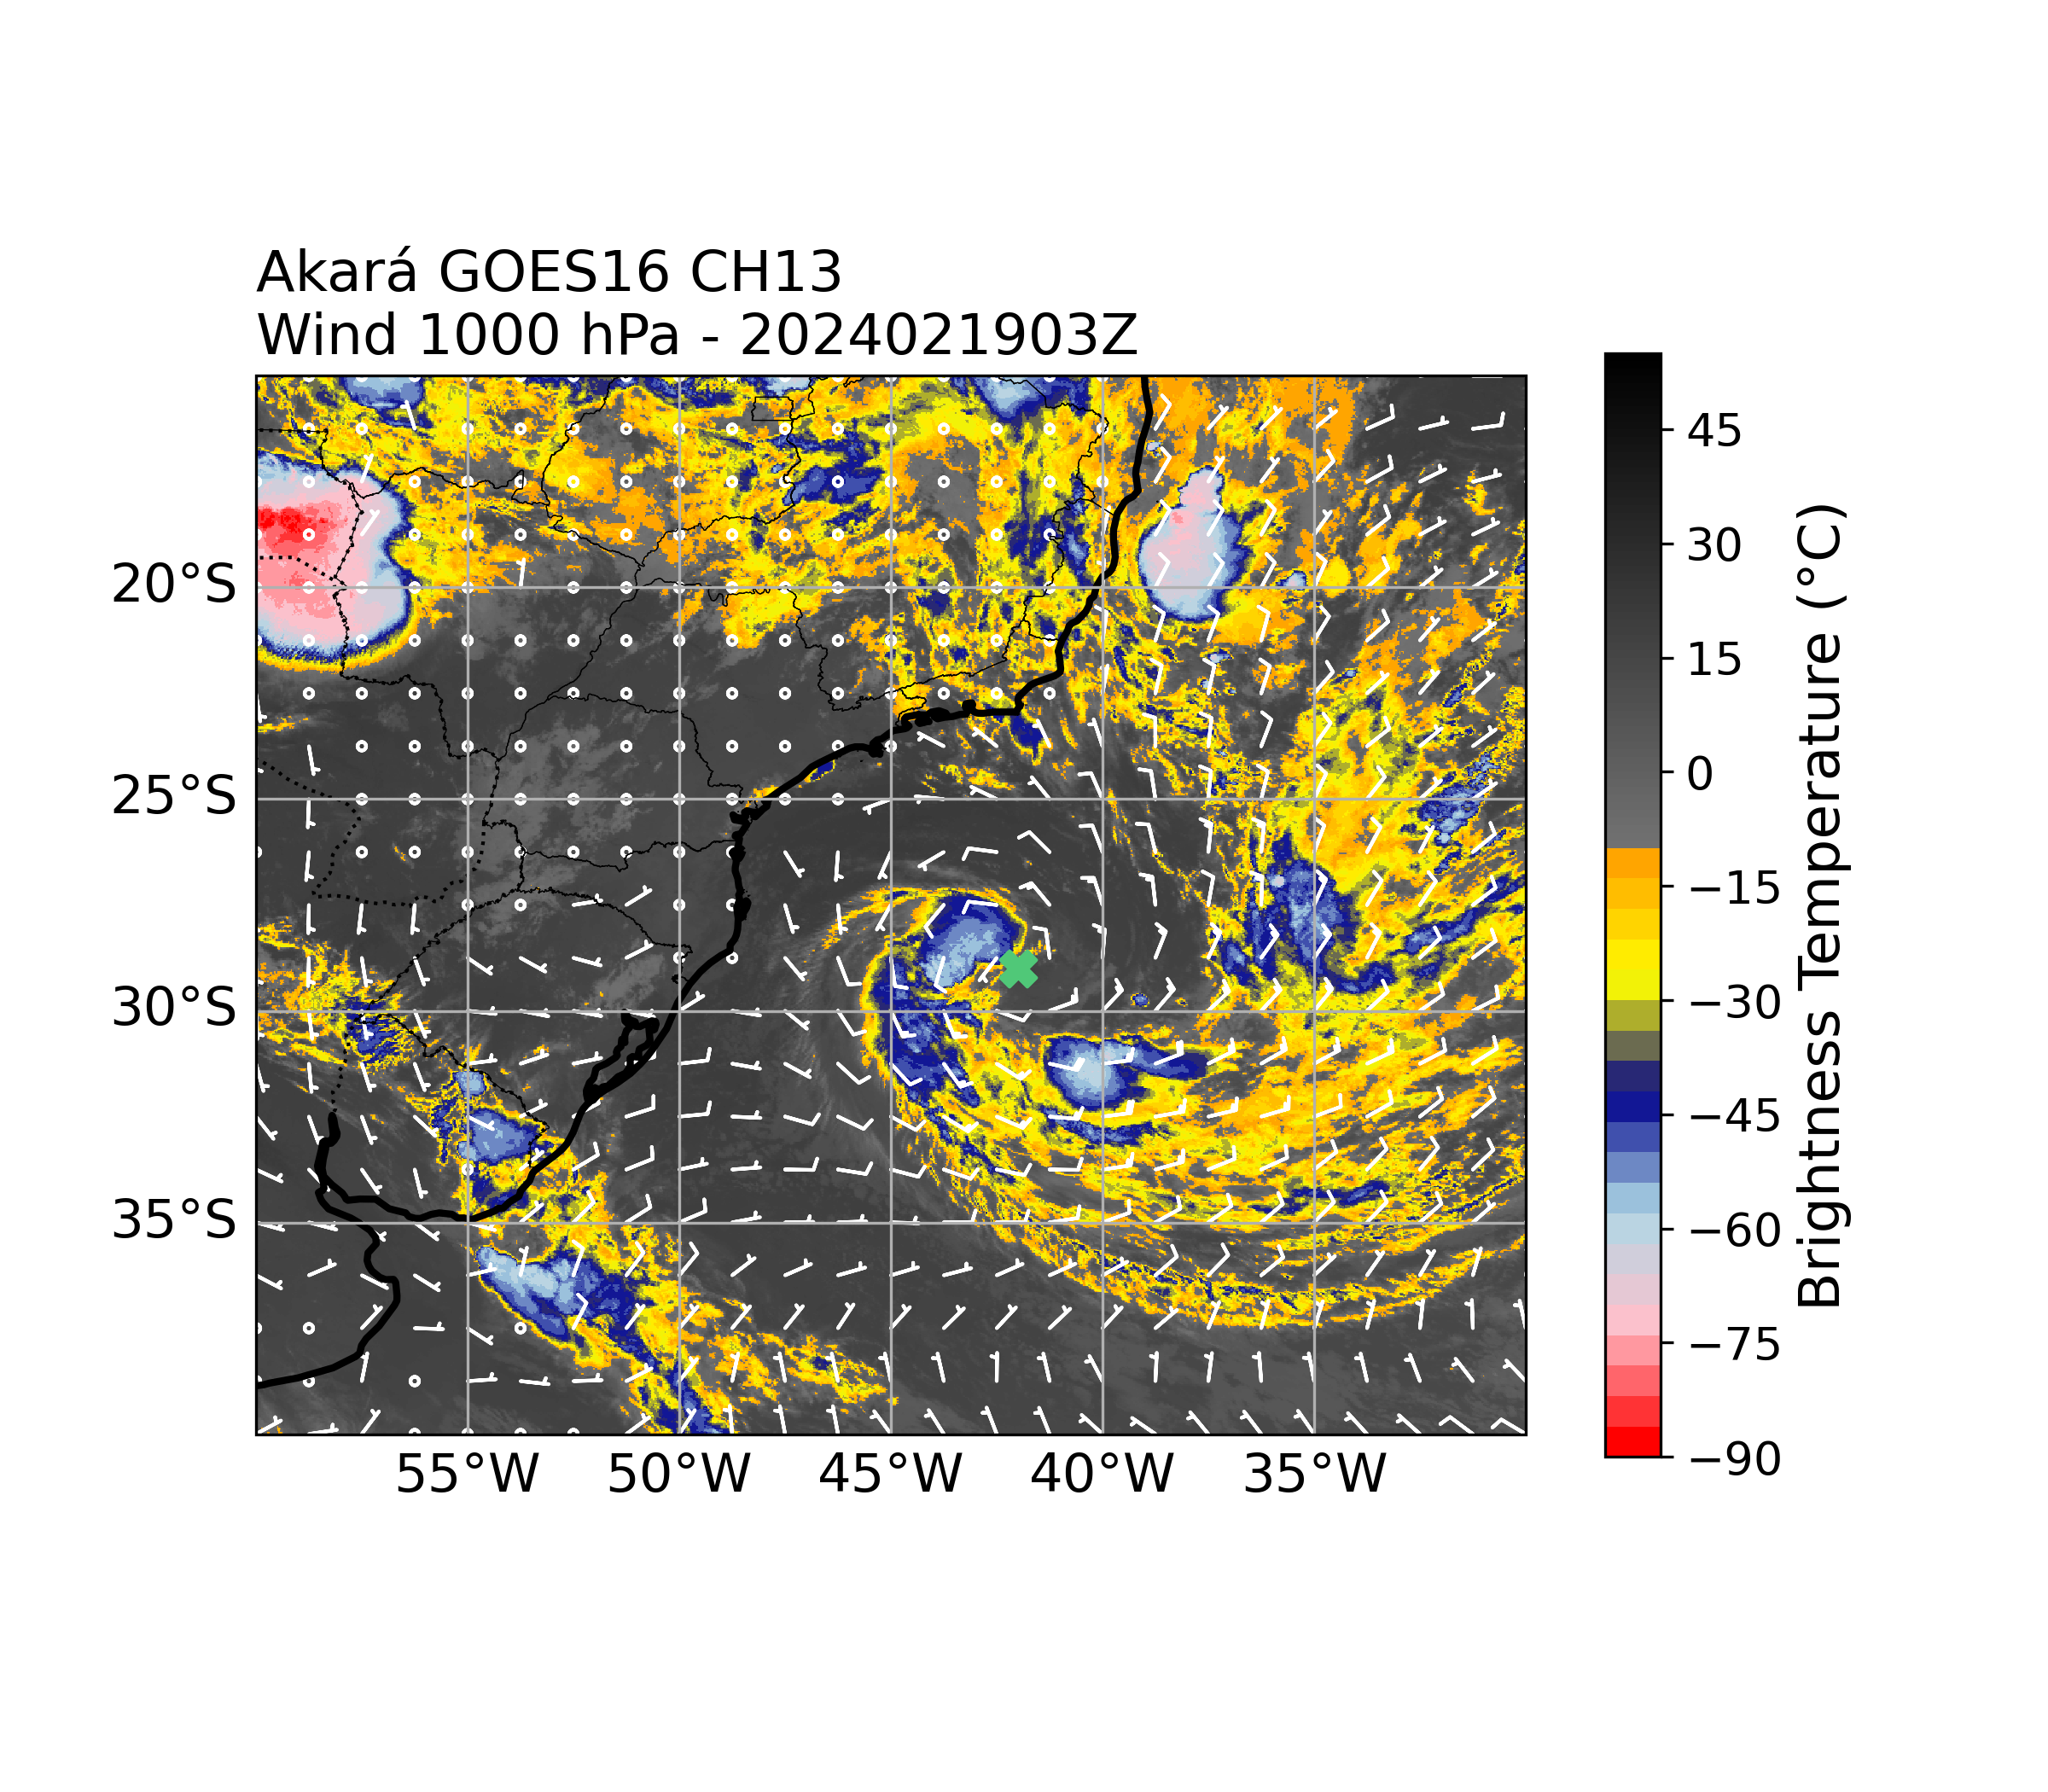 Akará GOES16 CH13
Wind 1000 hPa - 2024021903Z
20°S
25°S
30°S
35°S
55°W
50°W
45°W
40°W
35°W
45
30
15
0
−15
−30
−45
−60
−75
−90
Brightness Temperature (°C)